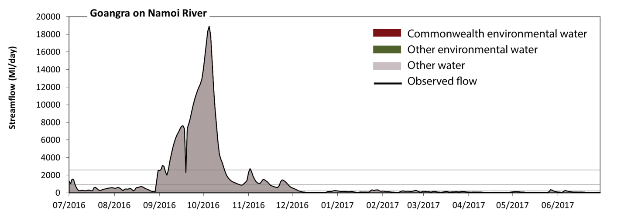 Goangra on Namoi River
Streamflow (Ml/day)
20000
18000
16000
14000
12000
10000
8000
6000
4000
2000
0
07/2016 08/2016 09/2016 10/2016 11/2016 12/2016 01/2017 02/2017 03/2017 04/2017 05/2017 06/2017
Commonwealth environmental water
Other environmental water
Other water
Observed flow